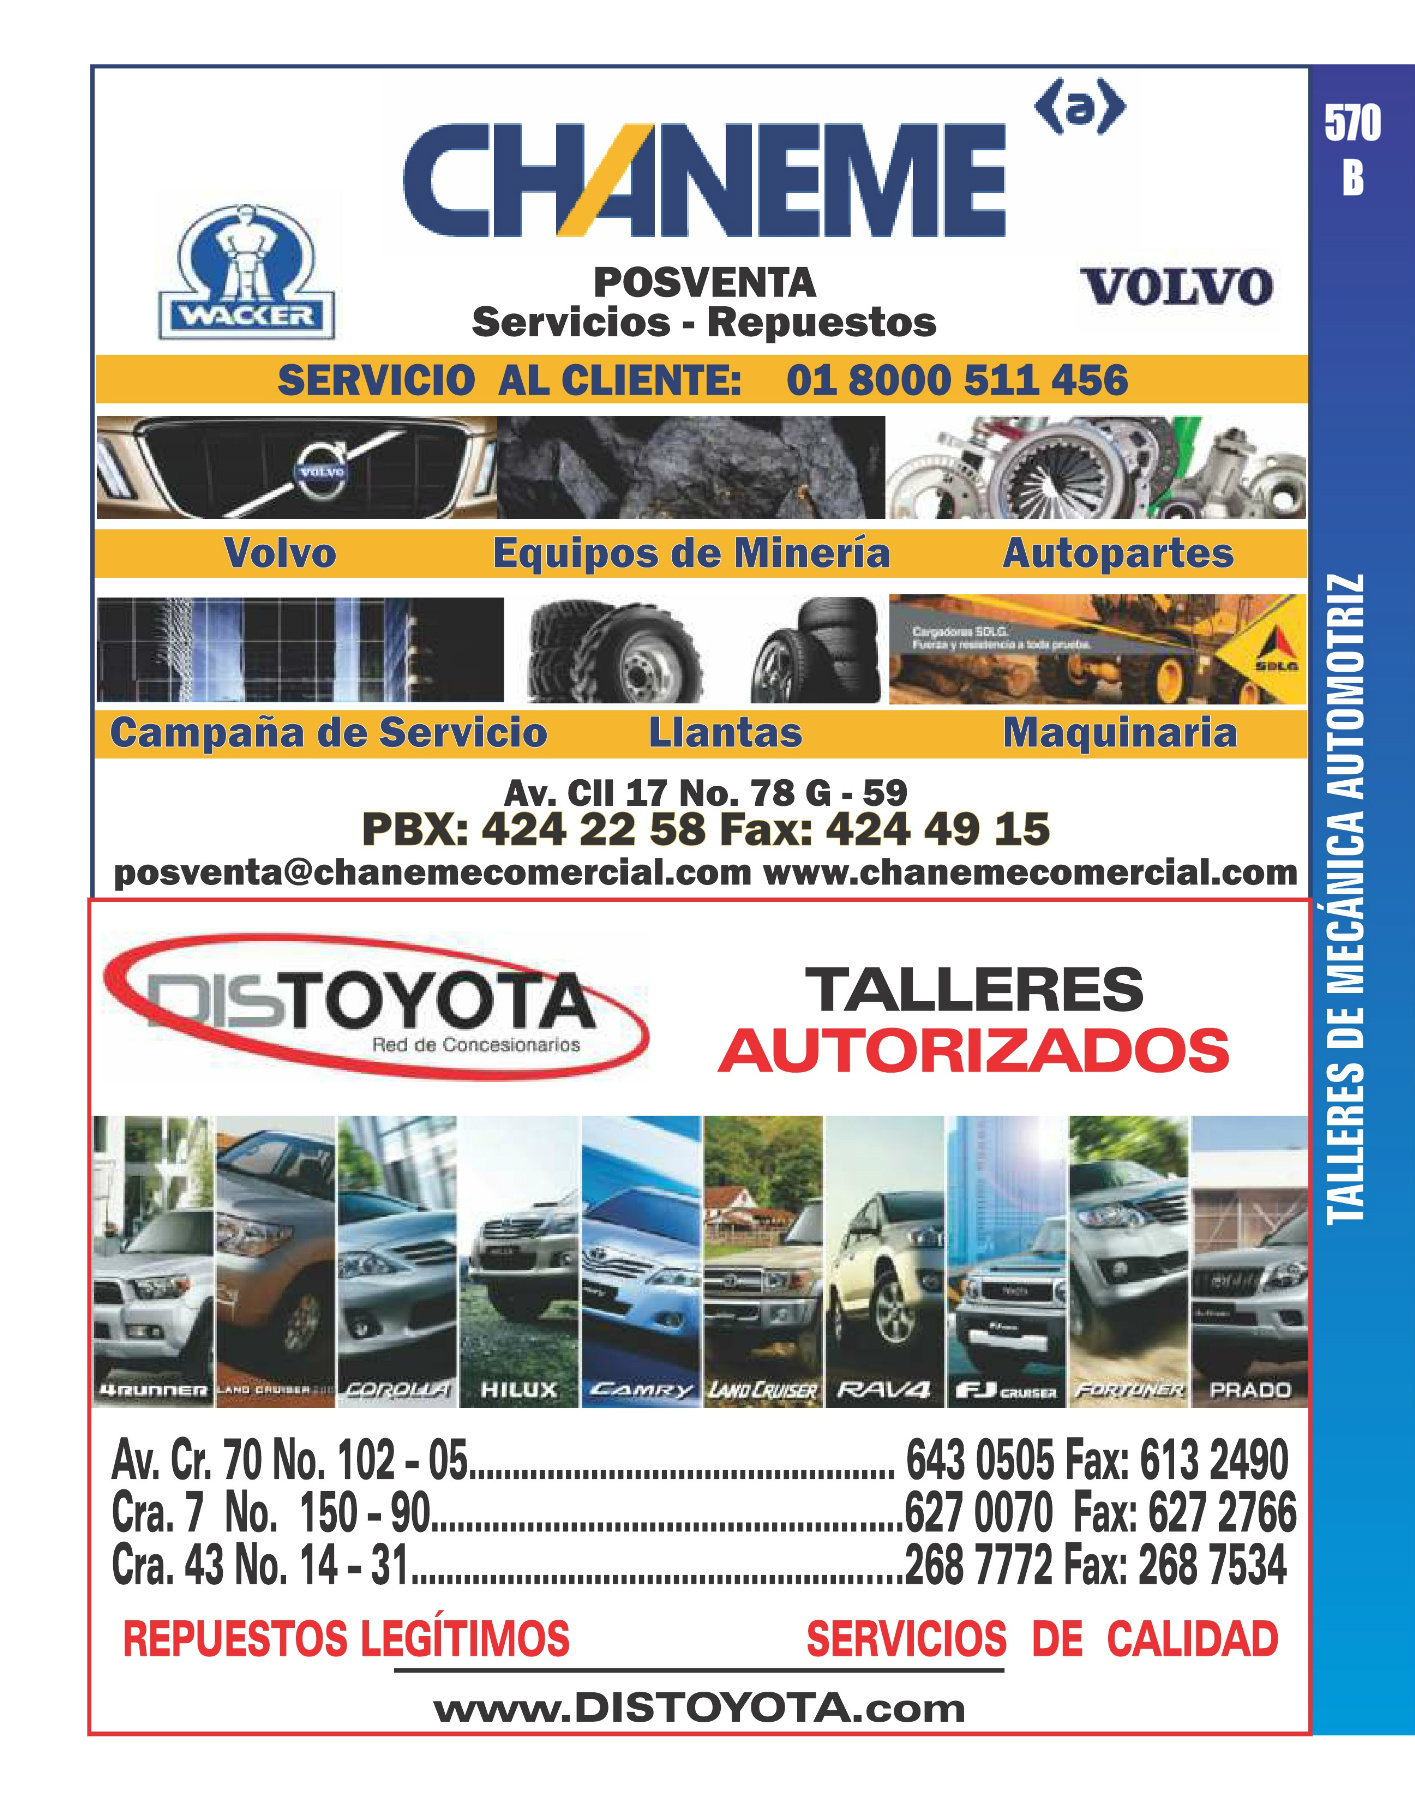 570
B
<a>
CHANEME
WACKER
VOLVO
POSVENTA
Servicios - Repuestos
SERVICIO AL CLIENTE: 01 8000 511 456
VOLVO
Volvo Equipos de Minería Autopartes
Cargadoras SDLG.
Fuerza y resistencia a toda prueba.
SDLG
Campaña de Servicio Llantas Maquinaria
Av. Cll 17 No. 78 G - 59
PBX: 424 22 58 Fax: 424 49 15
posventa@chanemecomercial.com www.chanemecomercial.com
TALLERES DE MECÁNICA AUTOMOTRIZ
DISTOYOTA
Red de Concesionarios
TALLERES
AUTORIZADOS
4RUNNER LAND CRUISER 200 COROLLA HILUX CAMRY LAND CRUISER RAV4 FJ CRUISER FORTUNER PRADO
Av. Cr. 70 No. 102 - 05................................................. 643 0505 Fax: 613 2490
Cra. 7 No. 150 - 90......................................................627 0070 Fax: 627 2766
Cra. 43 No. 14 - 31........................................................268 7772 Fax: 268 7534
REPUESTOS LEGÍTIMOS SERVICIOS DE CALIDAD
www.DISTOYOTA.com